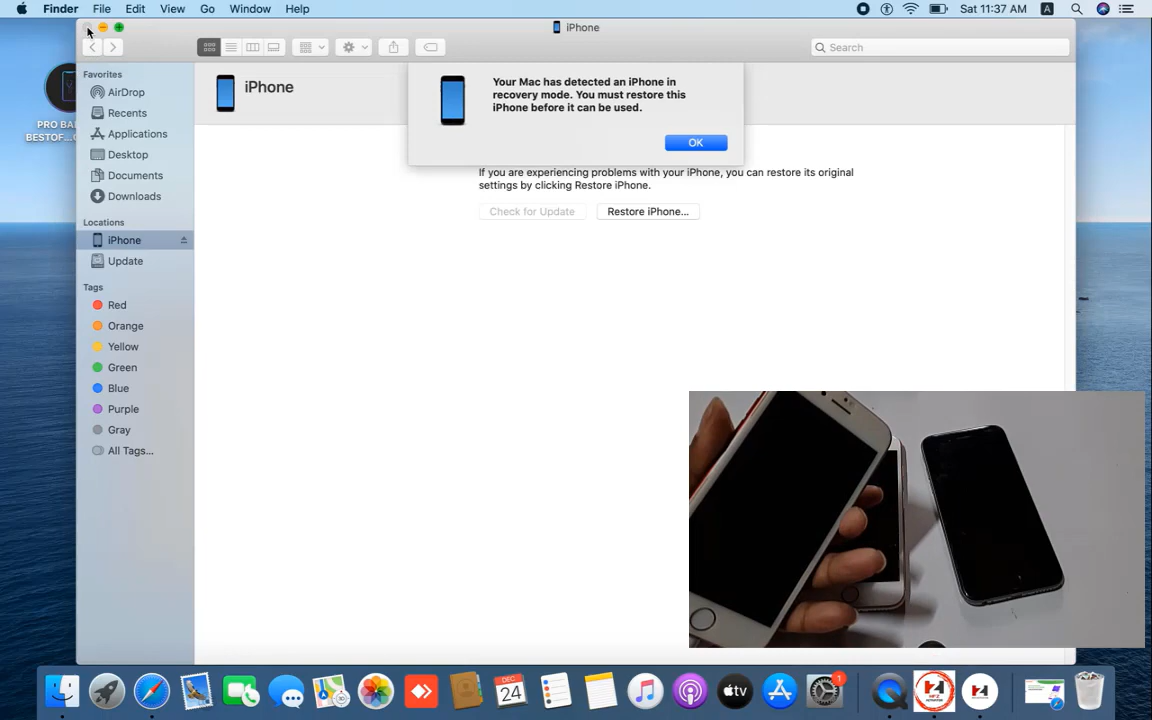 Finder File Edit View Go Window Help Sat 11:37 AM A
iPhone
Search
Favorites
AirDrop
Recents
Applications
Desktop
Documents
Downloads
Locations
iPhone
Update
Tags
Red
Orange
Yellow
Green
Blue
Purple
Gray
All Tags...
iPhone
Your Mac has detected an iPhone in
recovery mode. You must restore this
iPhone before it can be used.
OK
If you are experiencing problems with your iPhone, you can restore its original
settings by clicking Restore iPhone.
Check for Update Restore iPhone...
PRO BA
BESTOF...
DEC
24
tv
1